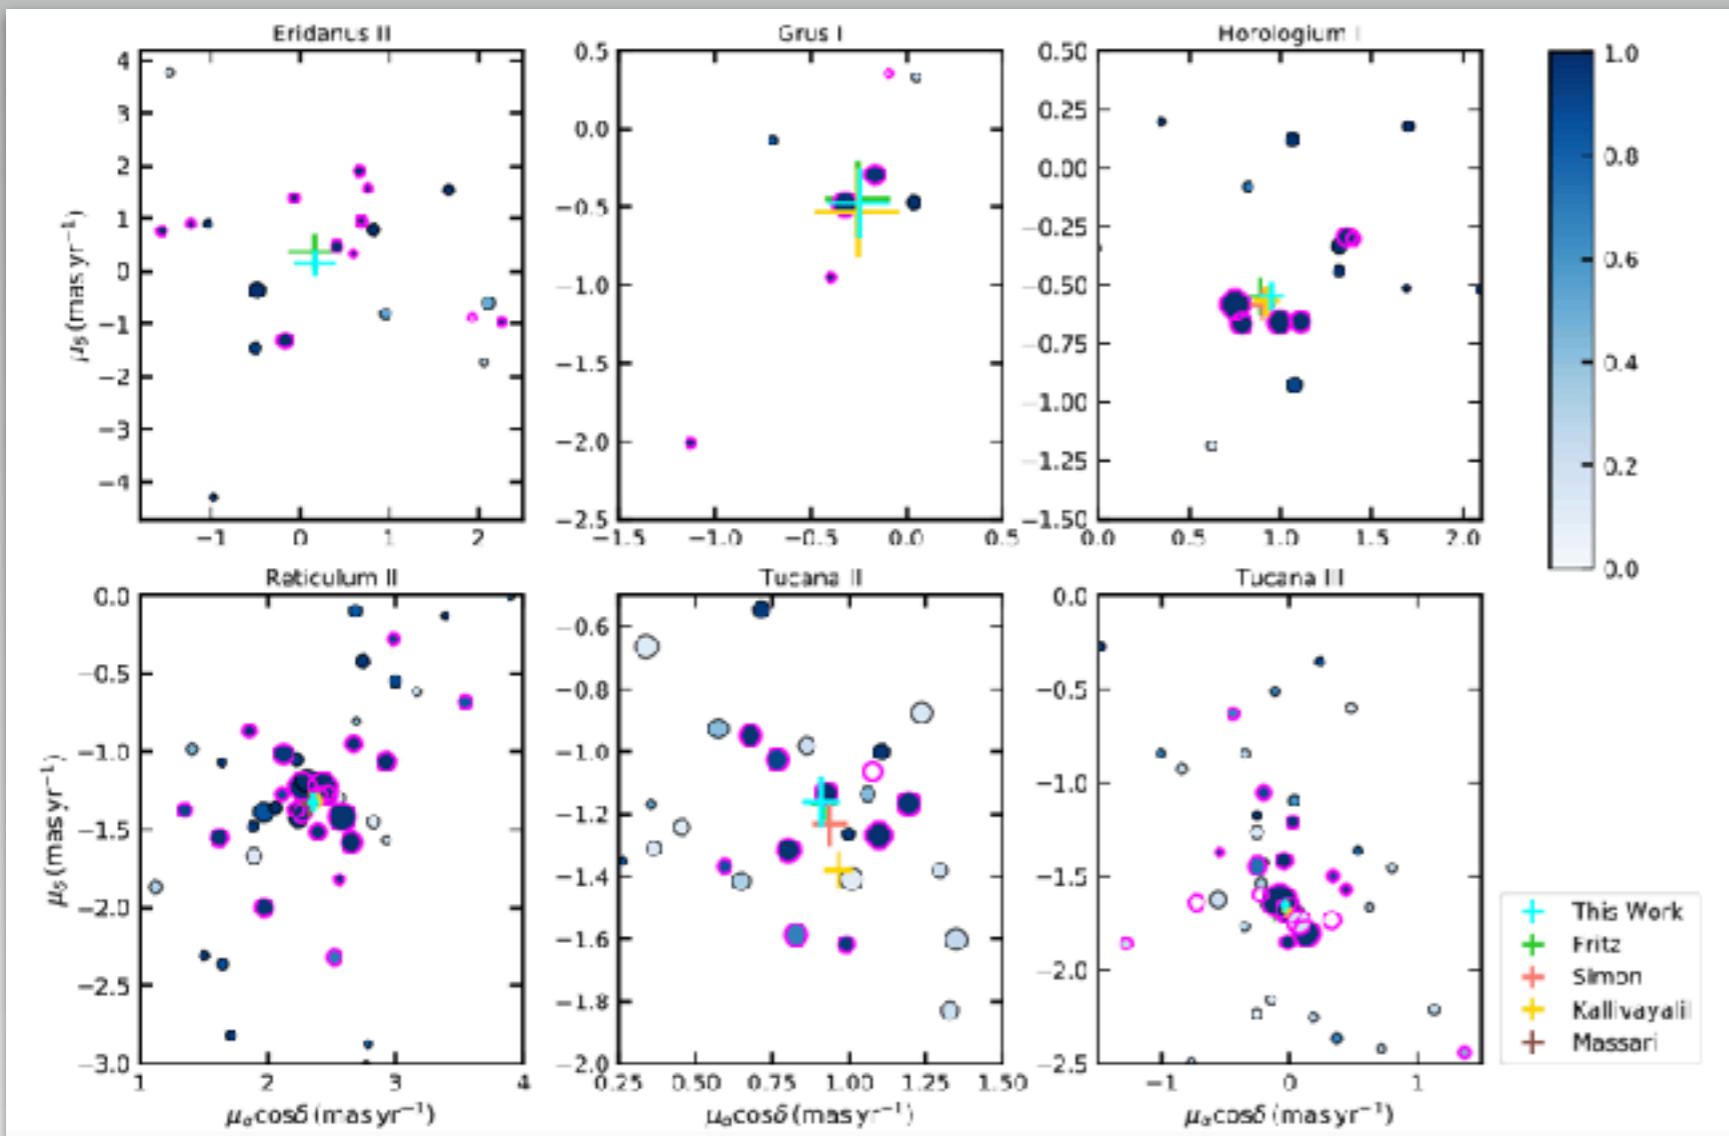 Eridanus II
Grus I
Horologium I
4
3
2
1
0
−1
−2
−3
−4
μδ (mas yr⁻¹)
−1 0 1 2
0.5
0.0
−0.5
−1.0
−1.5
−2.0
−2.5
−1.5 −1.0 −0.5 0.0 0.5
0.50
0.25
0.00
−0.25
−0.50
−0.75
−1.00
−1.25
−1.50
0.0 0.5 1.0 1.5 2.0
1.0
0.8
0.6
0.4
0.2
0.0
Reticulum II
Tucana II
Tucana III
0.0
−0.5
−1.0
−1.5
−2.0
−2.5
−3.0
μδ (mas yr⁻¹)
1 2 3 4
μαcosδ (mas yr⁻¹)
−0.6
−0.8
−1.0
−1.2
−1.4
−1.6
−1.8
−2.0
0.25 0.50 0.75 1.00 1.25 1.50
μαcosδ (mas yr⁻¹)
0.0
−0.5
−1.0
−1.5
−2.0
−2.5
−1 0 1
μαcosδ (mas yr⁻¹)
This Work
Fritz
Simon
Kallivayalil
Massari